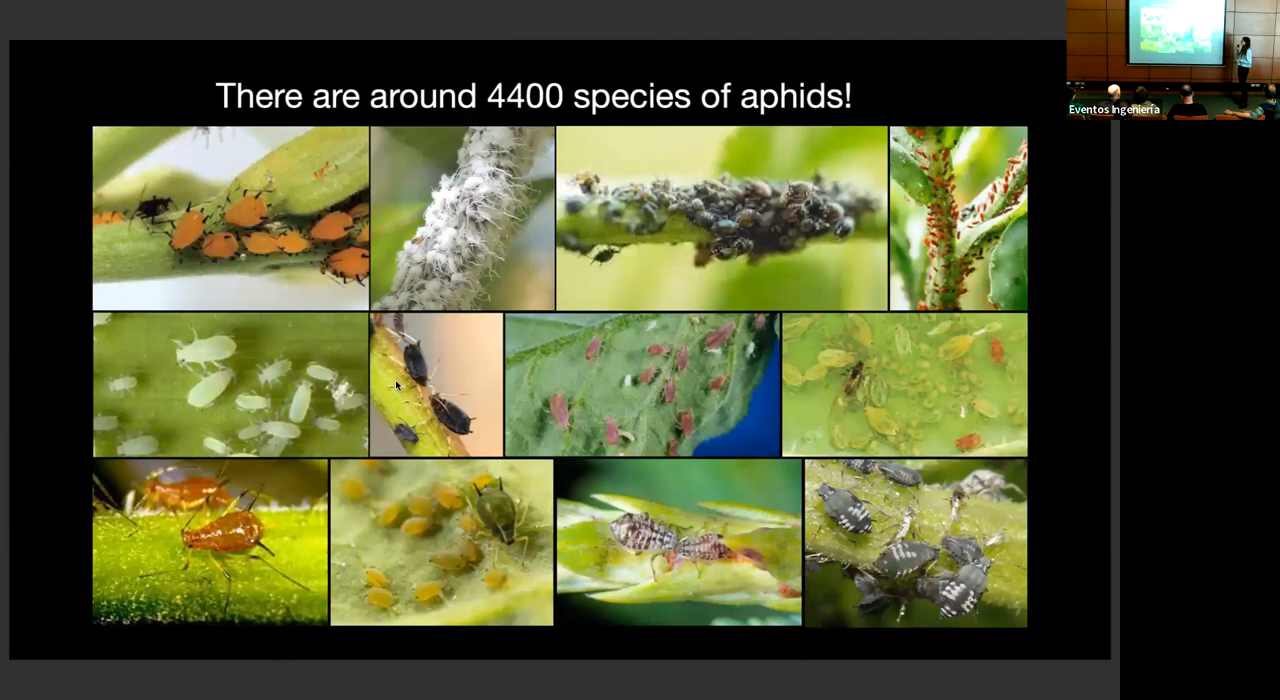 There are around 4400 species of aphids!
Eventos Ingeniería